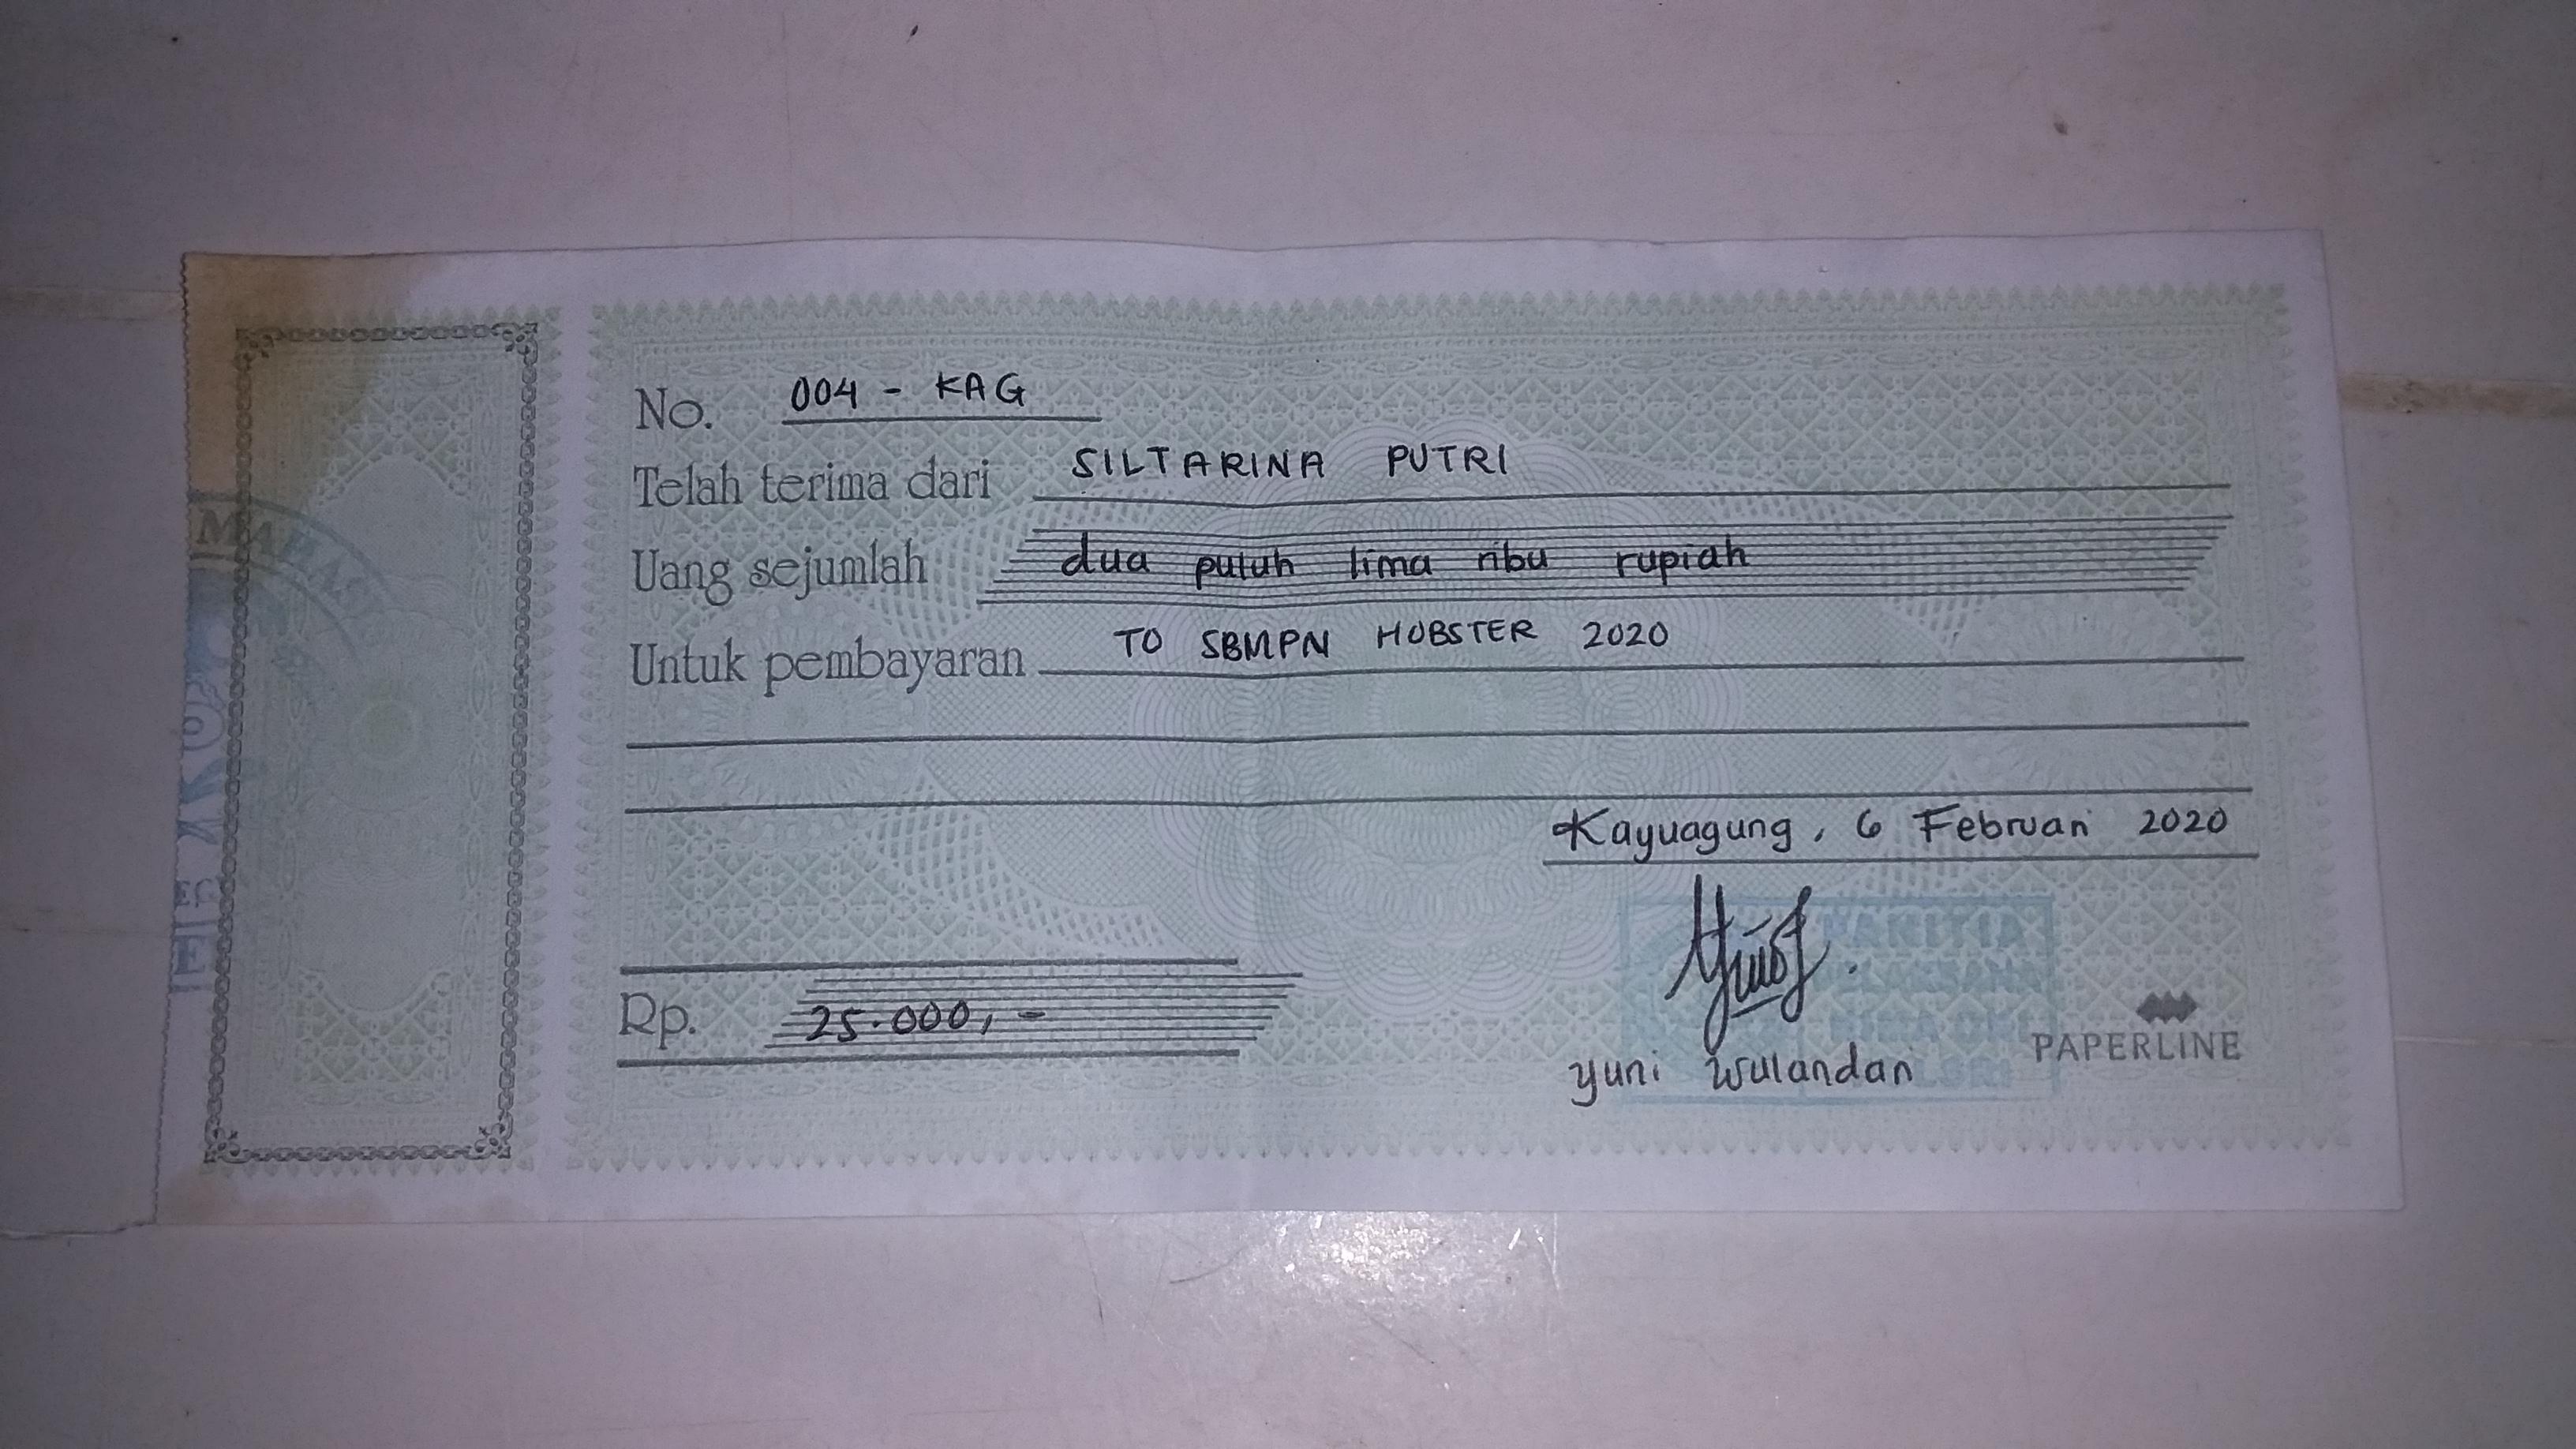 No. 004 - KAG
Telah terima dari SILTARINA PUTRI
Uang sejumlah dua puluh lima ribu rupiah
Untuk pembayaran TO SBMPN HOBSTER 2020
Kayuagung, 6 Februari 2020
Rp. 25.000,-
Yuni Wulandari
PAPERLINE